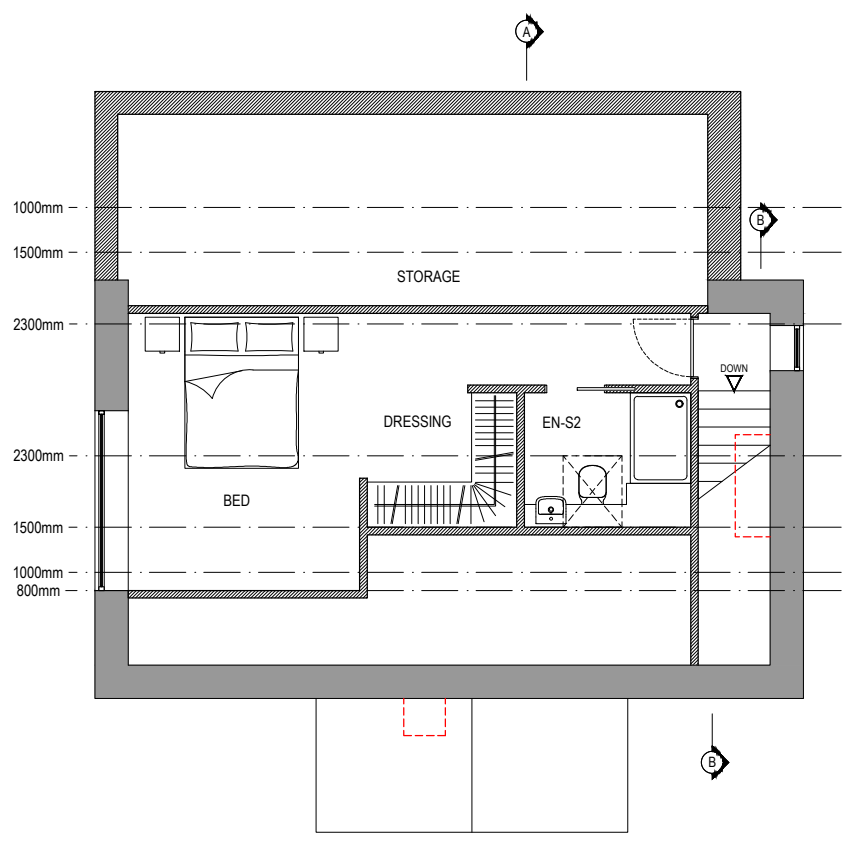 A
1000mm
B
1500mm
STORAGE
2300mm
DOWN
DRESSING
EN-S2
2300mm
BED
1500mm
1000mm
800mm
B